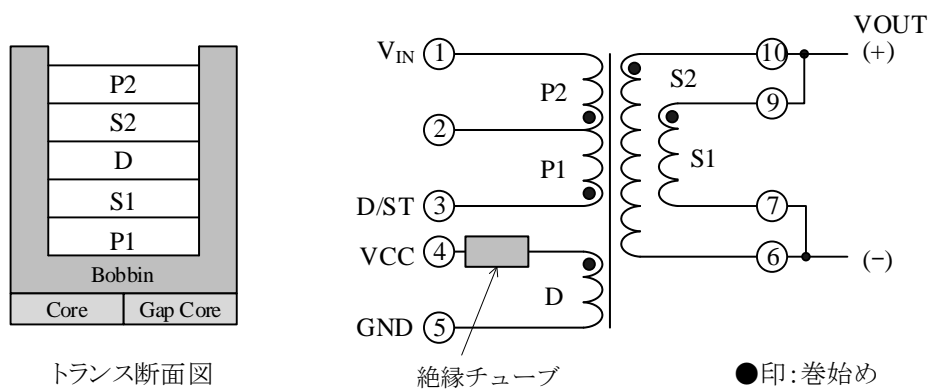 P2
S2
D
S1
P1
Bobbin
Core
Gap Core
トランス断面図
VIN ①
②
D/ST ③
VCC ④
GND ⑤
P2
P1
D
S2
S1
⑩
⑨
⑦
⑥
VOUT
(+)
(−)
絶縁チューブ
●印:巻始め